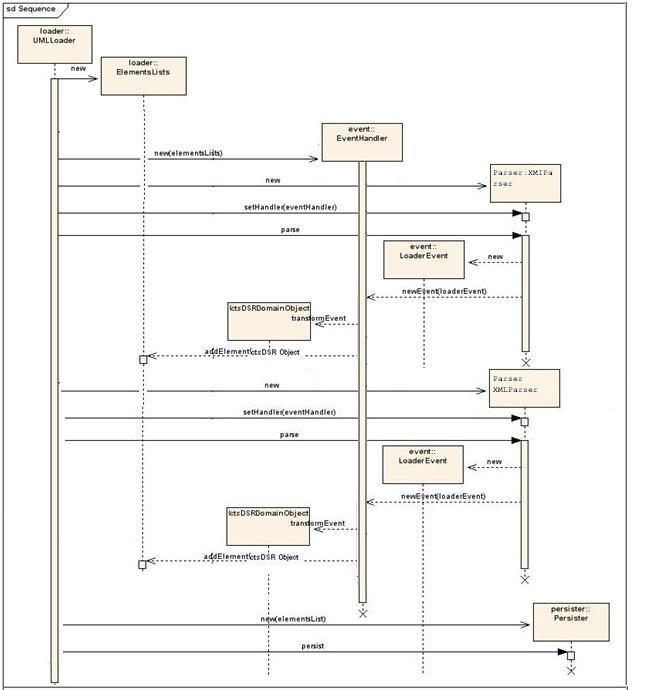 sd Sequence
loader::
UMLLoader
new
loader::
ElementsLists
event::
EventHandler
new(elementsLists)
new
Parser:XMIPa
rser
setHandler(eventHandler)
parse
event::
LoaderEvent
new
newEvent(loaderEvent)
(ctsDSRDomainObject
transformEvent
addElement(ctsDSR Object
new
Parser
XMLParser
setHandler(eventHandler)
parse
event::
LoaderEvent
new
newEvent(loaderEvent)
(ctsDSRDomainObject
transformEvent
addElement(ctsDSR Object
persister::
Persister
new(elementsList)
persist